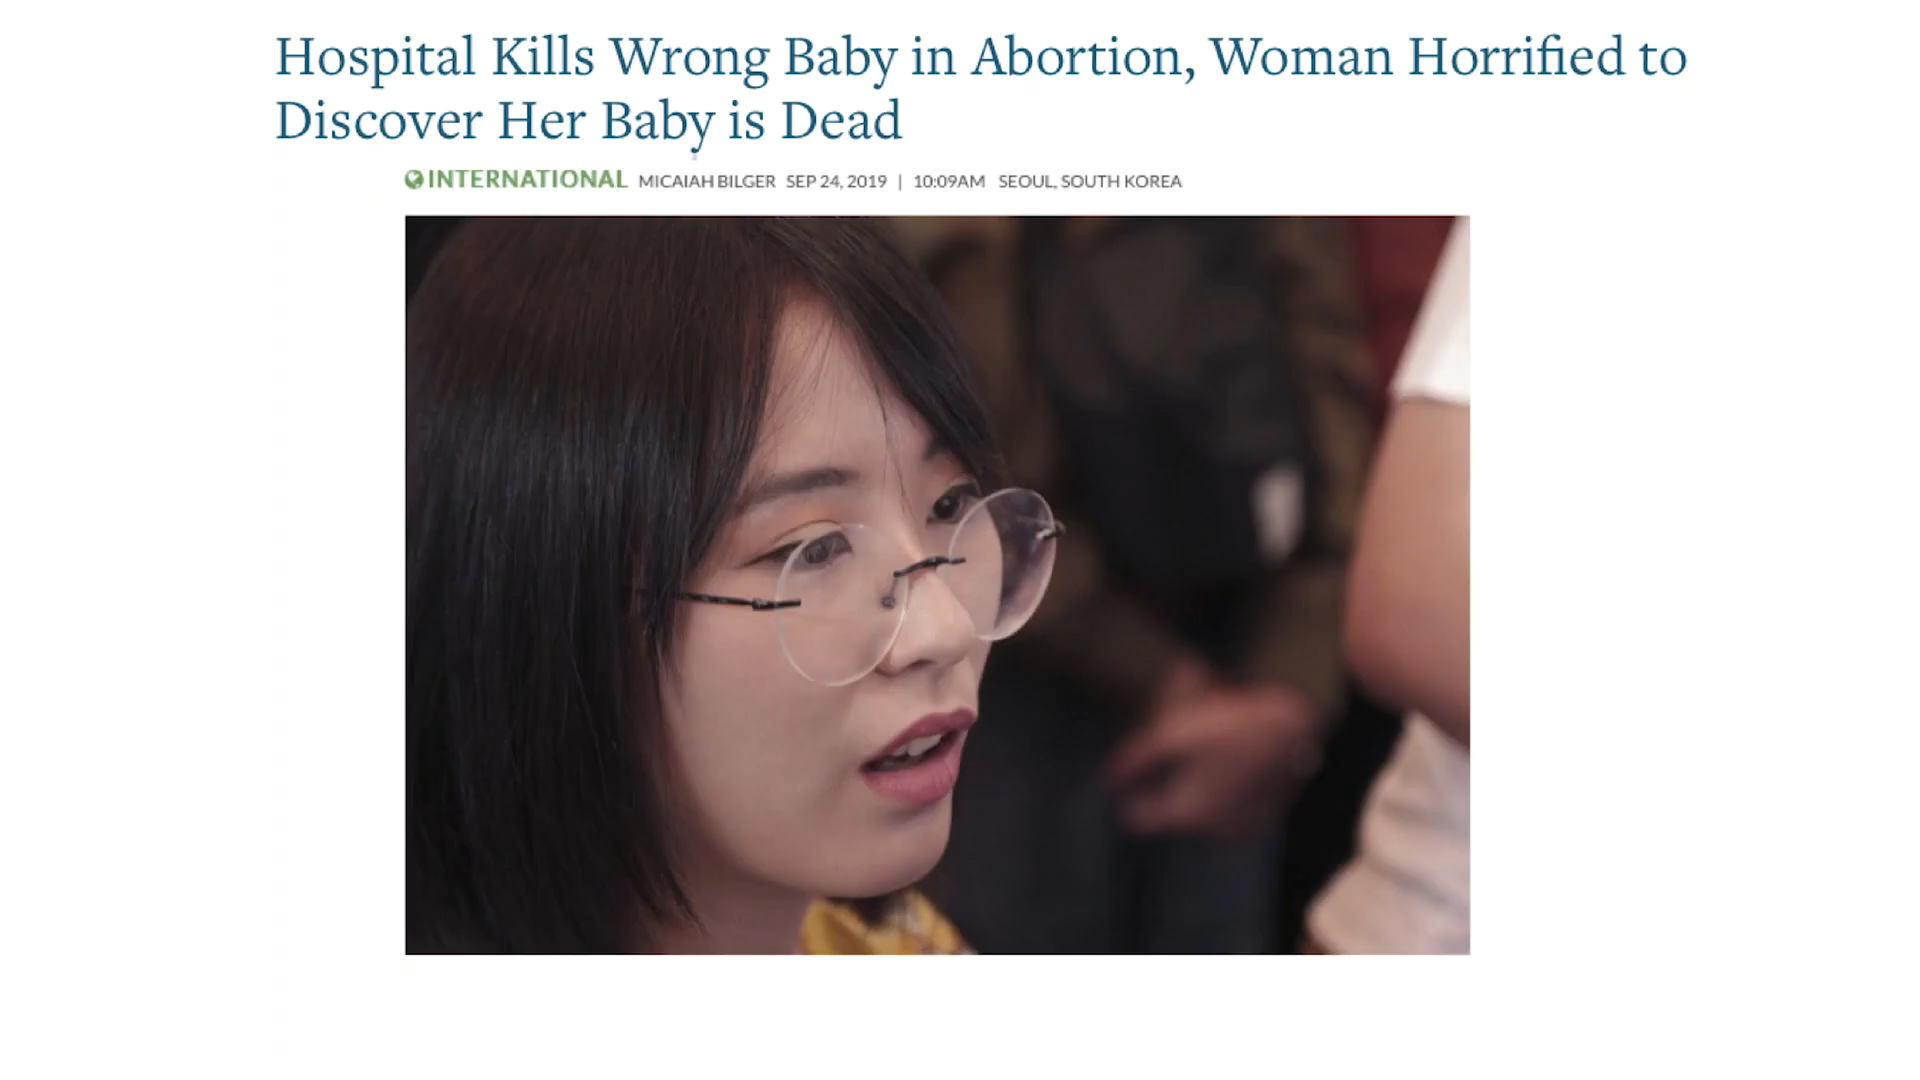 Hospital Kills Wrong Baby in Abortion, Woman Horrified to
Discover Her Baby is Dead
INTERNATIONAL MICAIAH BILGER SEP 24, 2019 | 10:09AM SEOUL, SOUTH KOREA